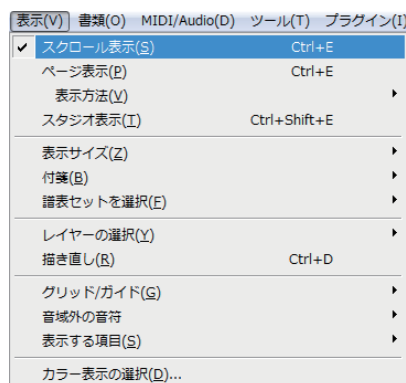 表示(V) 書類(O) MIDI/Audio(D) ツール(T) プラグイン(I)
✓ スクロール表示(S) Ctrl+E
ページ表示(P) Ctrl+E
表示方法(V)
スタジオ表示(T) Ctrl+Shift+E
表示サイズ(Z)
付箋(B)
譜表セットを選択(F)
レイヤーの選択(Y)
描き直し(R) Ctrl+D
グリッド/ガイド(G)
音域外の音符
表示する項目(S)
カラー表示の選択(D)...